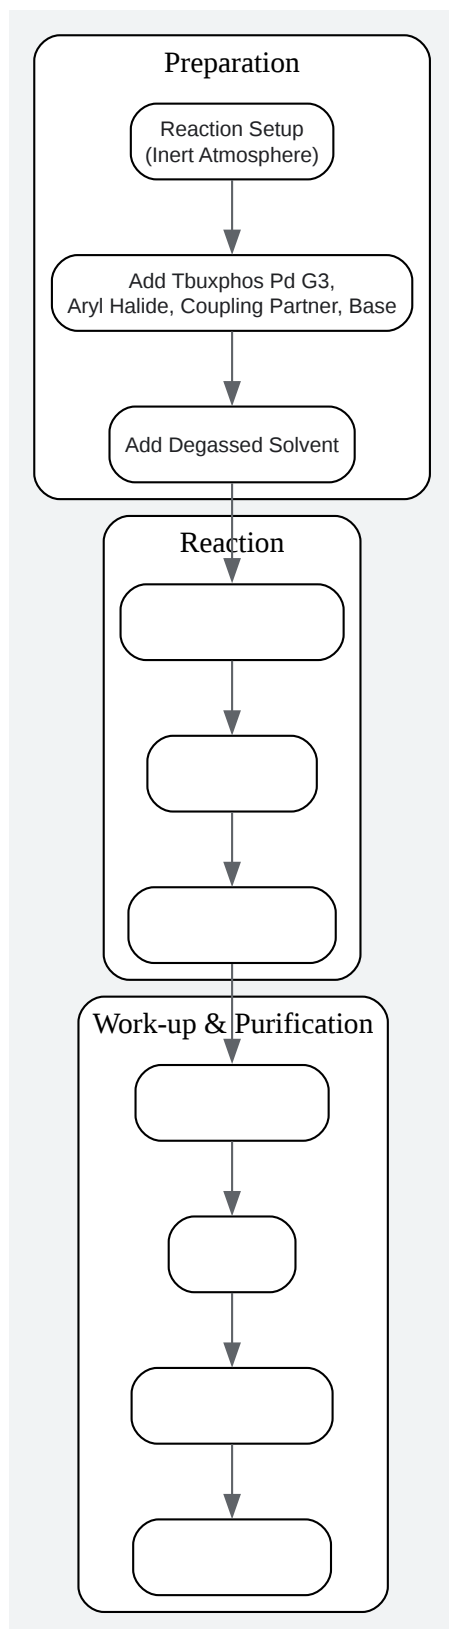 Preparation
Reaction Setup
(Inert Atmosphere)
Add Tbuxphos Pd G3,
Aryl Halide, Coupling Partner, Base
Add Degassed Solvent
Reaction
Work-up & Purification